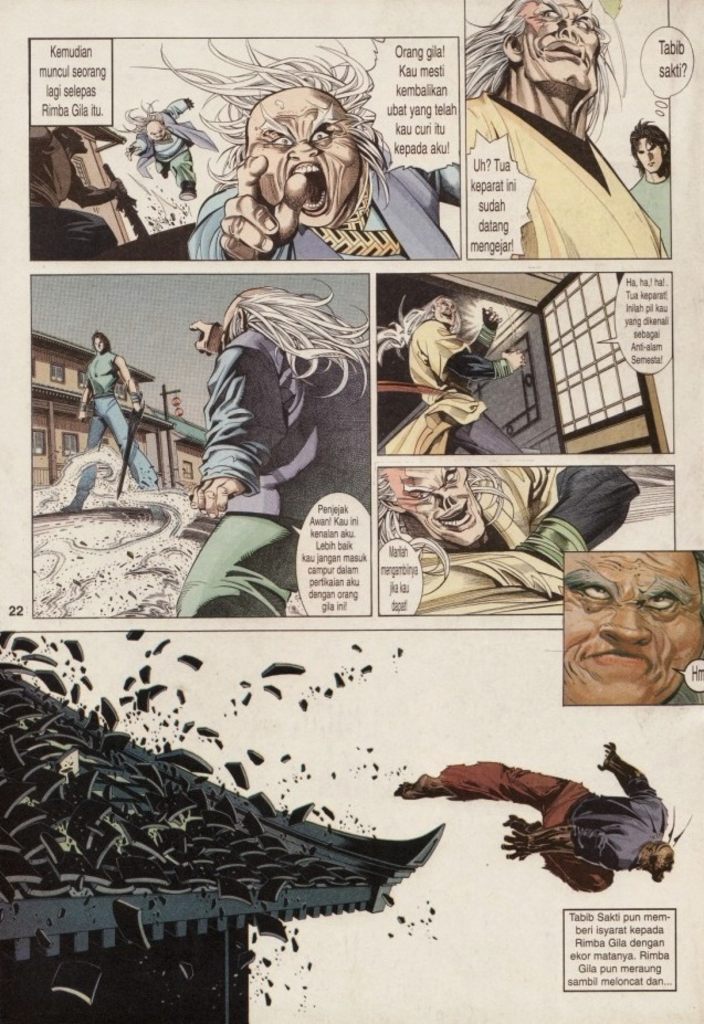 Kemudian
muncul seorang
lagi selepas
Rimba Gila itu.
Orang gila!
Kau mesti
kembalikan
ubat yang telah
kau curi itu
kepada aku!
Tabib
sakti?
Uh? Tua
keparat ini
sudah
datang
mengejar!
Penjejak
Awan! Kau ini
kenalan aku.
Lebih baik
kau jangan masuk
campur dalam
pertikaian aku
dengan orang
gila ini!
Ha, ha,! ha!.
Tua keparat!
Inilah pil kau
yang dikenali
sebagai
Anti-alam
Semesta!
Marilah
mengambilnya
jika kau
dapat!
Hm
22
Tabib Sakti pun mem-
beri isyarat kepada
Rimba Gila dengan
ekor matanya. Rimba
Gila pun meraung
sambil meloncat dan...